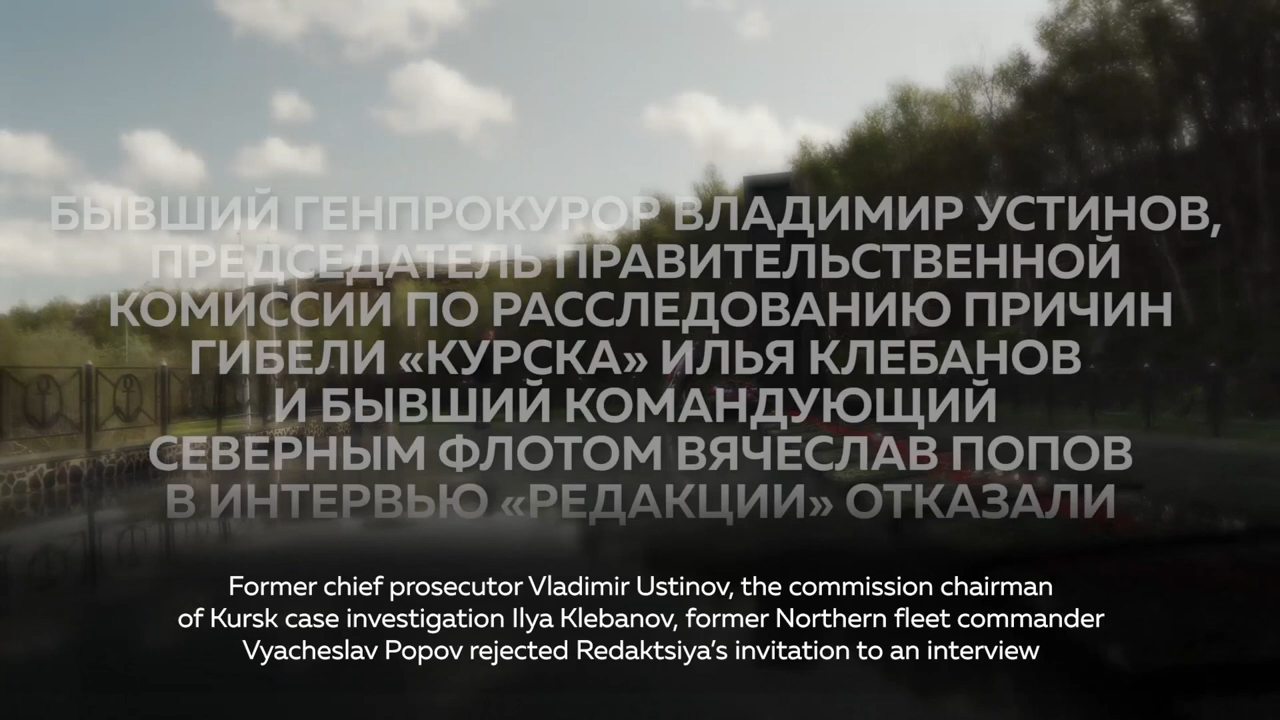 БЫВШИЙ ГЕНПРОКУРОР ВЛАДИМИР УСТИНОВ,
ПРЕДСЕДАТЕЛЬ ПРАВИТЕЛЬСТВЕННОЙ
КОМИССИИ ПО РАССЛЕДОВАНИЮ ПРИЧИН
ГИБЕЛИ «КУРСКА» ИЛЬЯ КЛЕБАНОВ
И БЫВШИЙ КОМАНДУЮЩИЙ
СЕВЕРНЫМ ФЛОТОМ ВЯЧЕСЛАВ ПОПОВ
В ИНТЕРВЬЮ «РЕДАКЦИИ» ОТКАЗАЛИ
Former chief prosecutor Vladimir Ustinov, the commission chairman
of Kursk case investigation Ilya Klebanov, former Northern fleet commander
Vyacheslav Popov rejected Redaktsiya's invitation to an interview